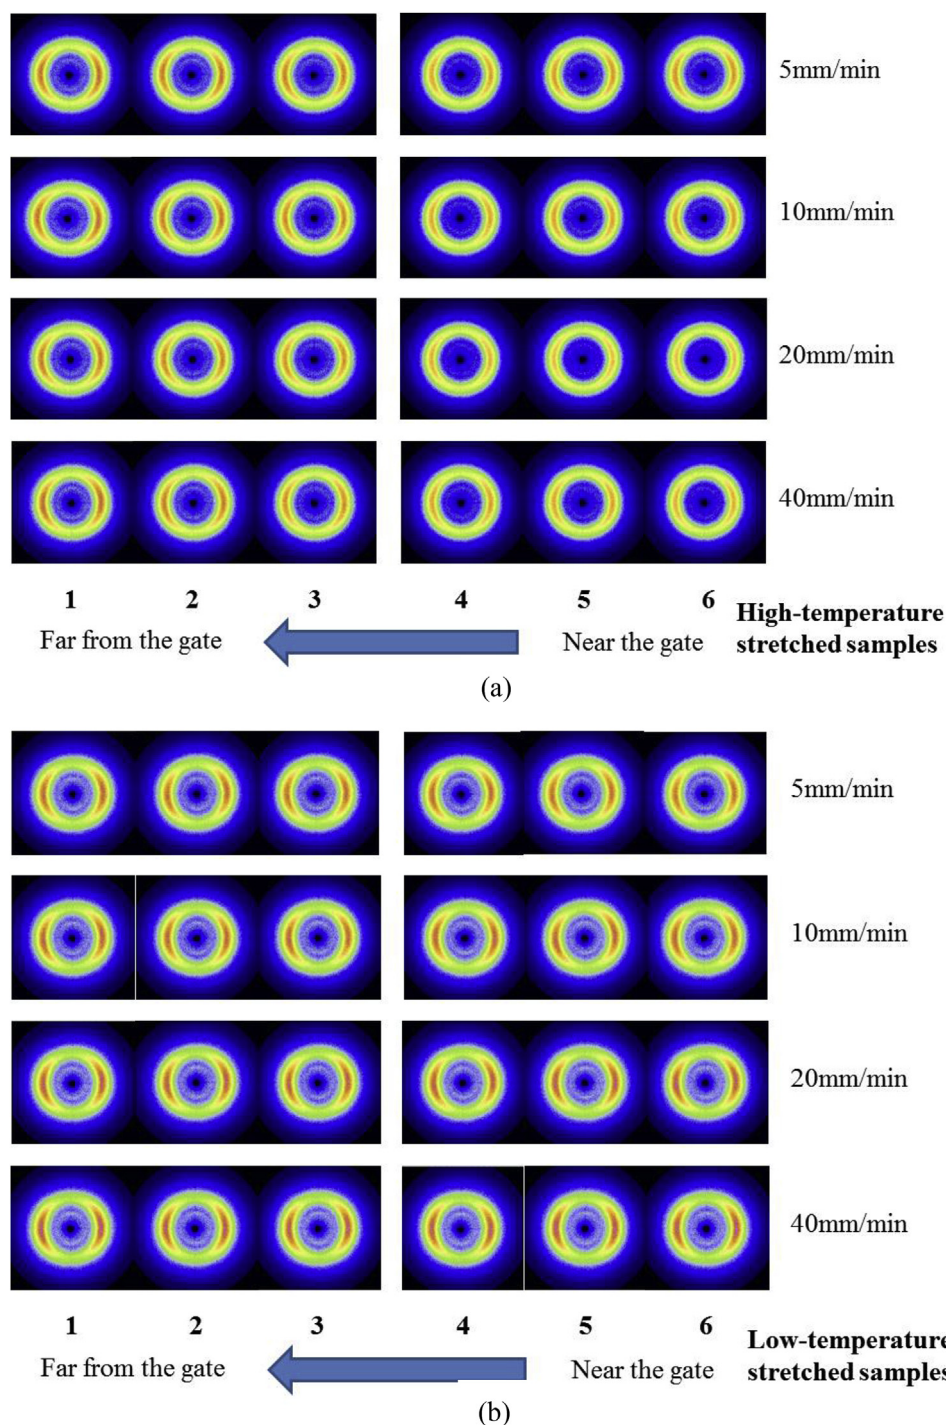 5mm/min
10mm/min
20mm/min
40mm/min
1 2 3 4 5 6
High-temperature
stretched samples
Far from the gate Near the gate
(a)
5mm/min
10mm/min
20mm/min
40mm/min
1 2 3 4 5 6
Low-temperature
stretched samples
Far from the gate Near the gate
(b)